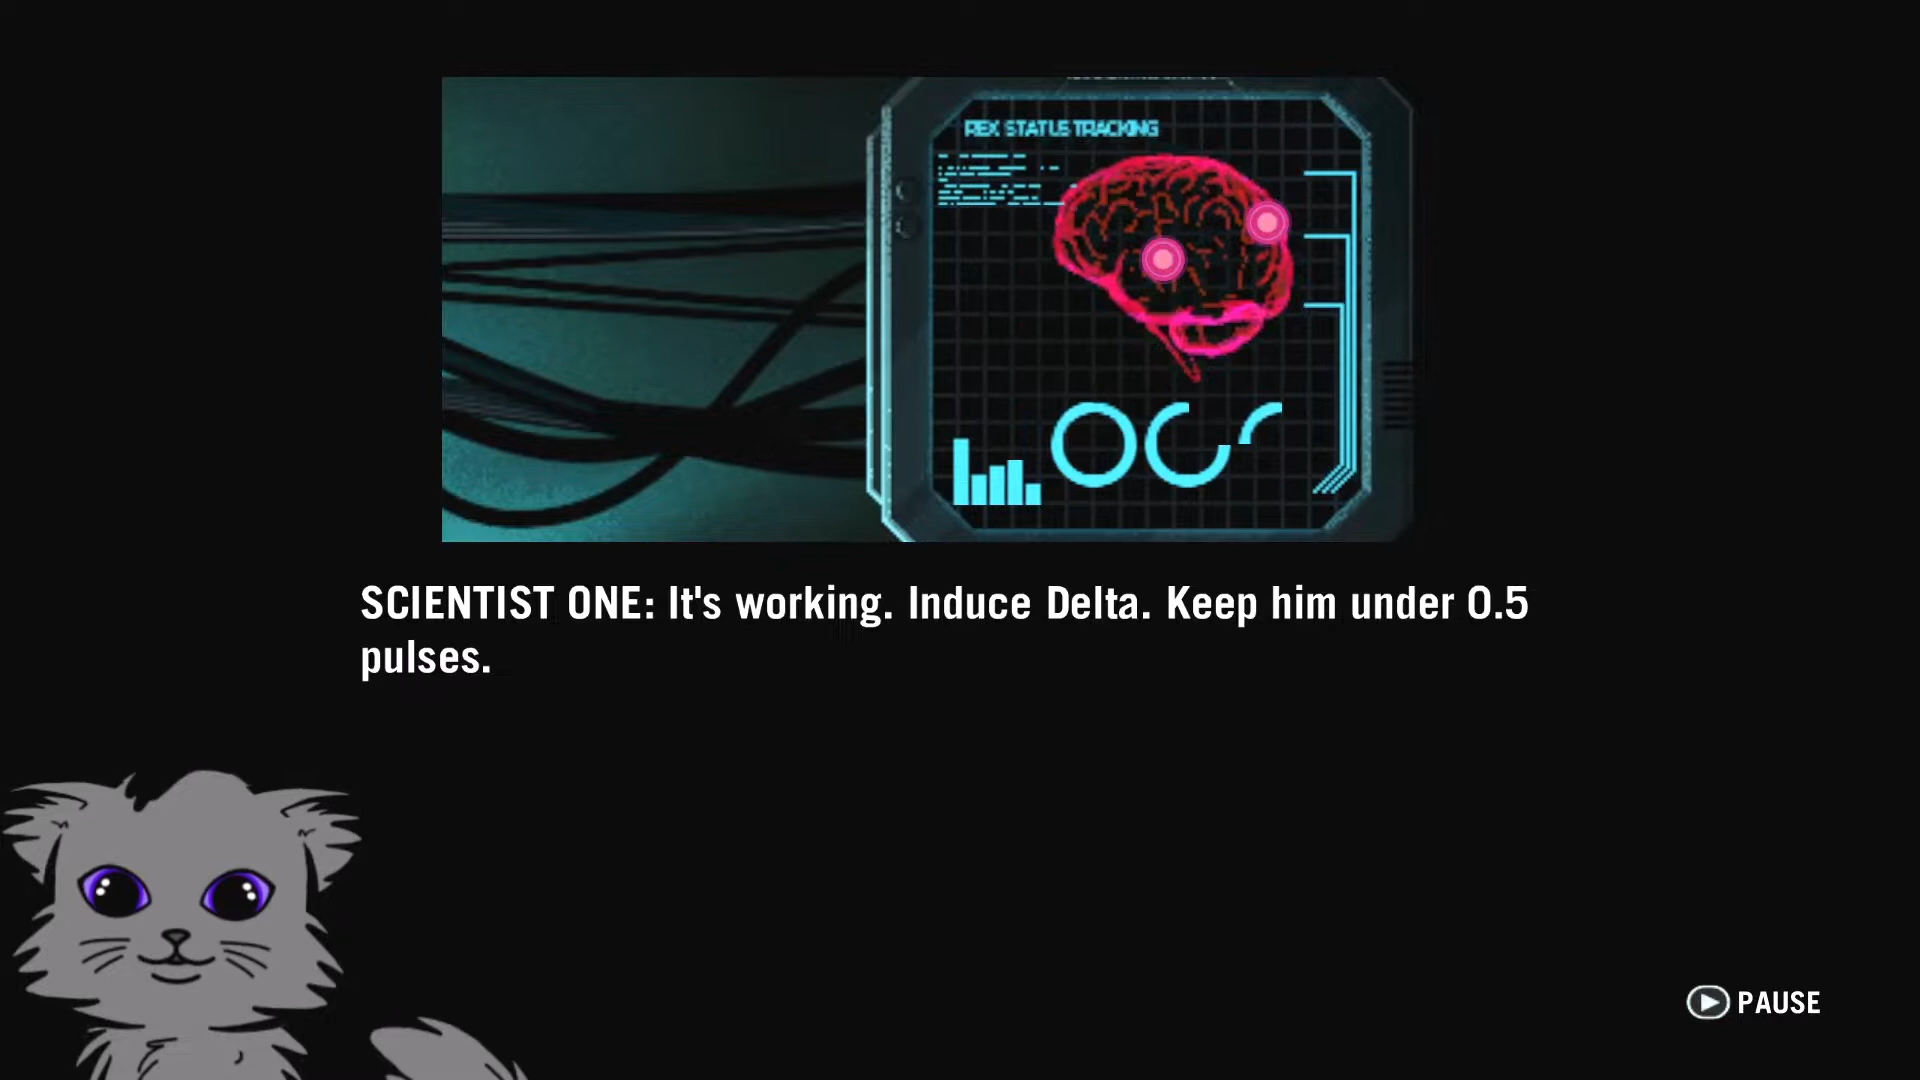 REX STATUS TRACKING
SCIENTIST ONE: It's working. Induce Delta. Keep him under 0.5
pulses.
PAUSE